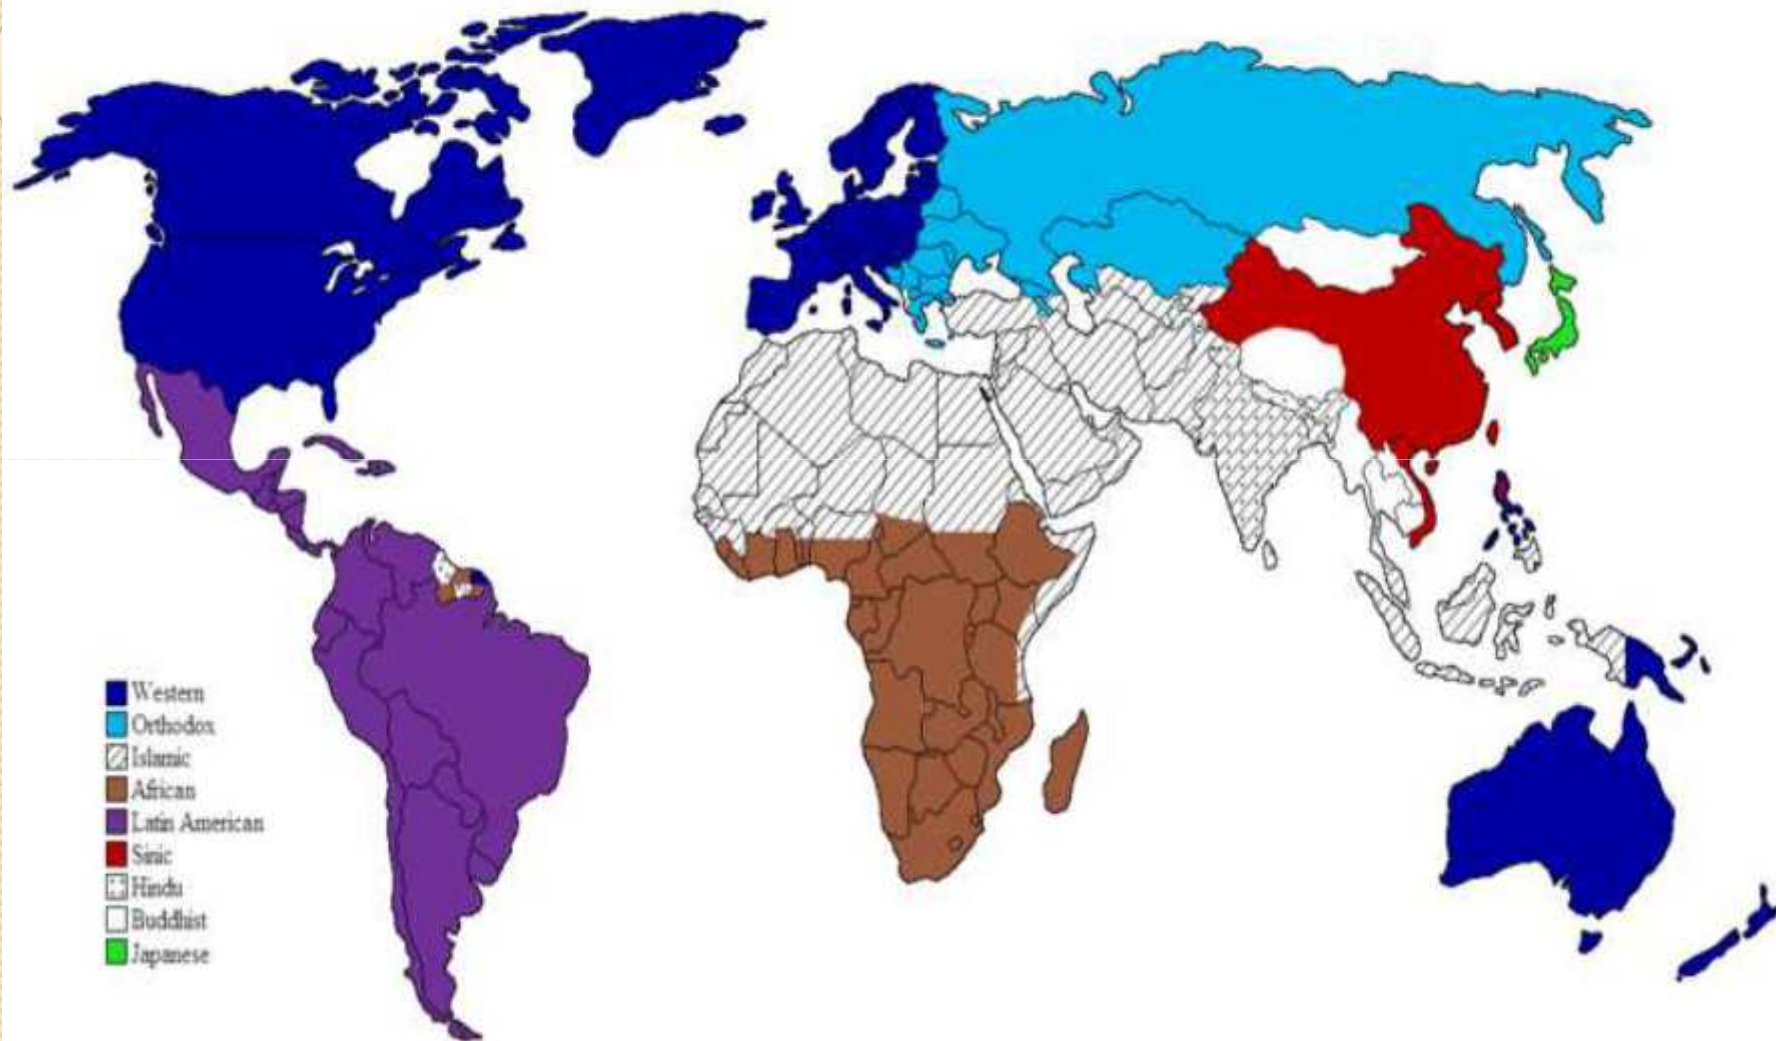 Western
Orthodox
Islamic
African
Latin American
Sinic
Hindu
Buddhist
Japanese